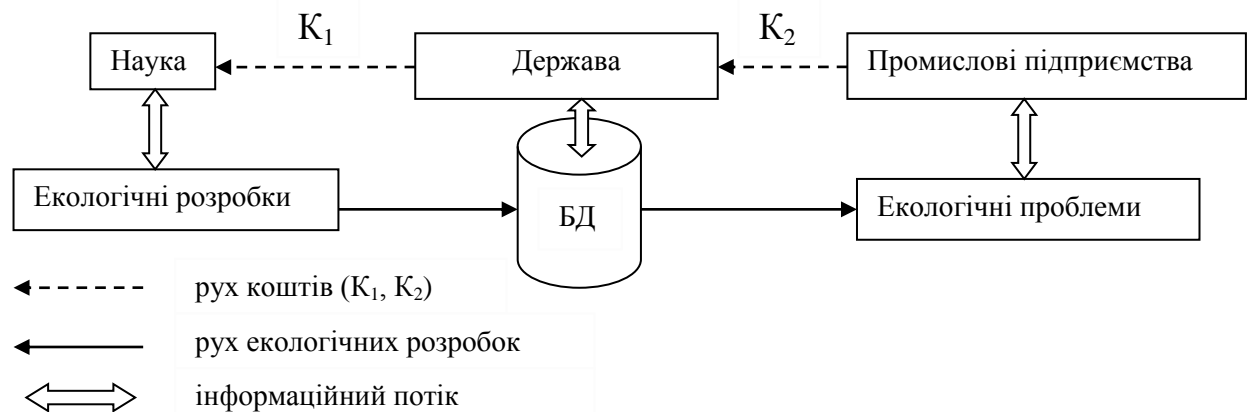 К₁
К₂
Наука
Держава
Промислові підприємства
Екологічні розробки
БД
Екологічні проблеми
рух коштів (К₁, К₂)
рух екологічних розробок
інформаційний потік